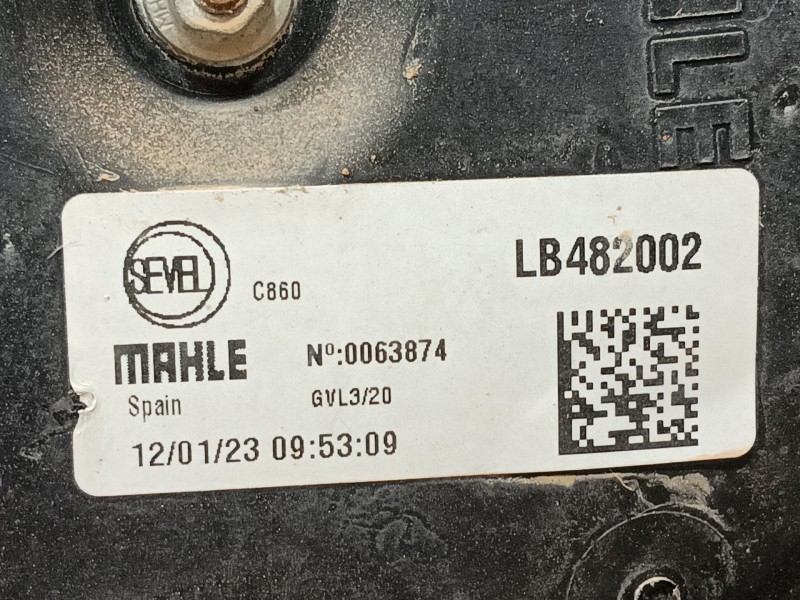 SEVEL
C860
LB482002
MAHLE
Nº:0063874
Spain
GVL3/20
12/01/23 09:53:09